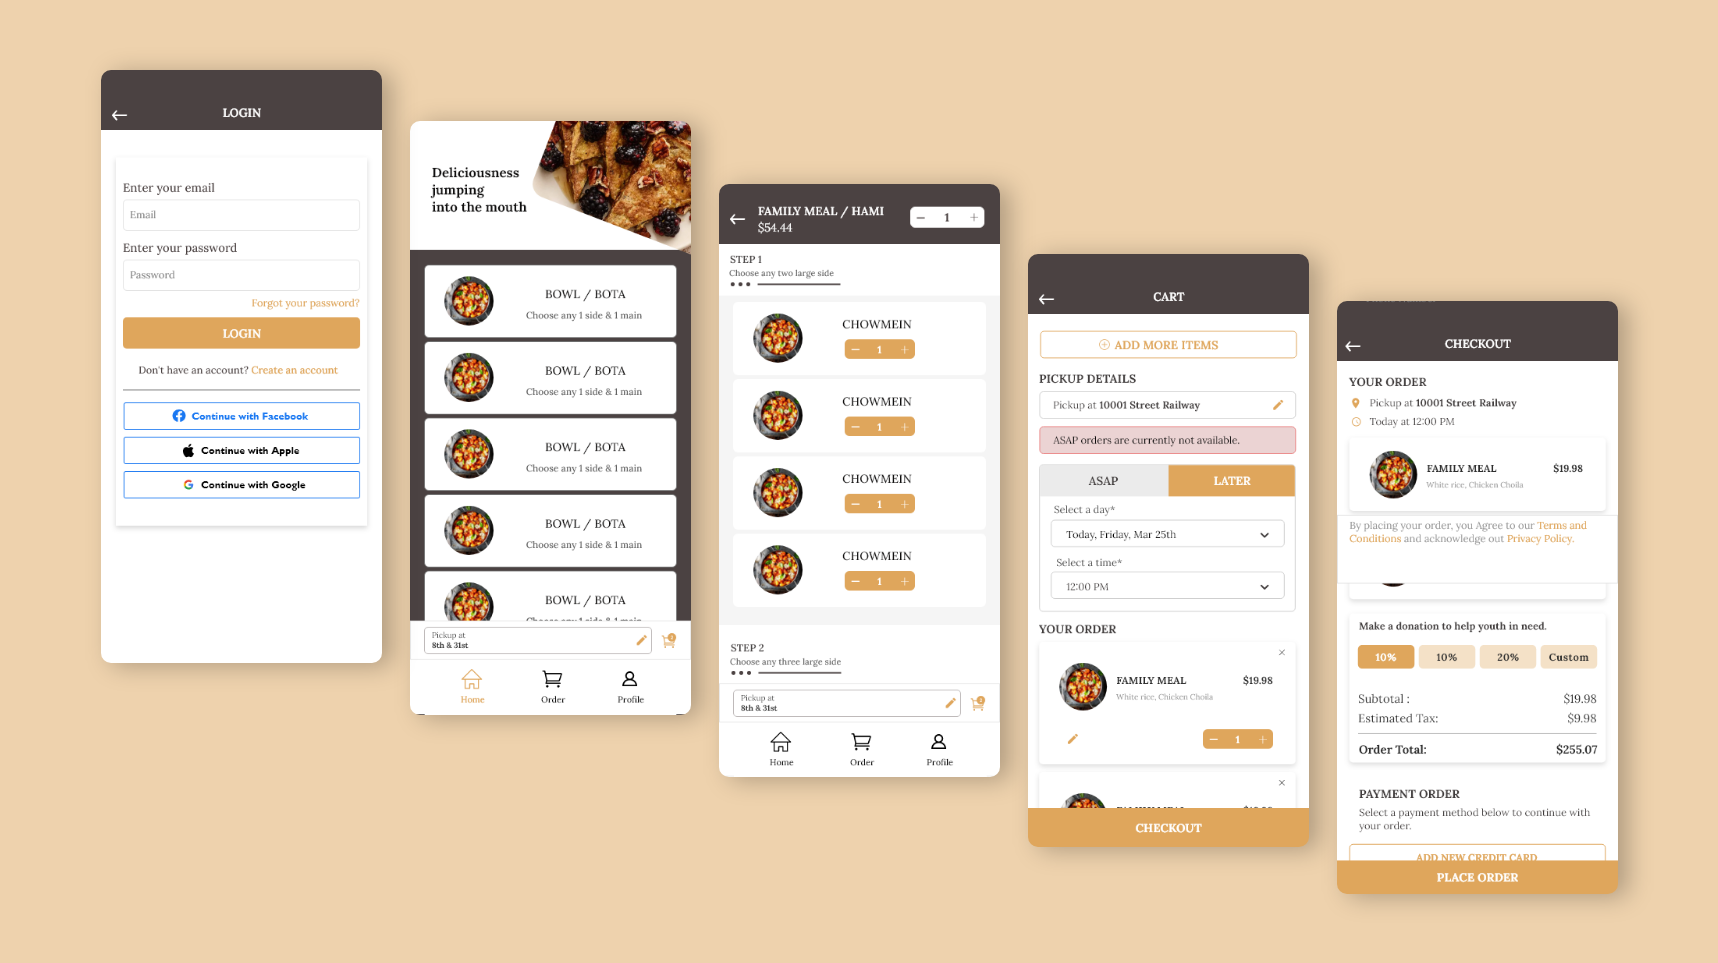 LOGIN
Enter your email
Email
Enter your password
Password
Forgot your password?
LOGIN
Don't have an account? Create an account
Continue with Facebook
Continue with Apple
Continue with Google
Deliciousness
jumping
into the mouth
BOWL / BOTA
Choose any 1 side & 1 main
BOWL / BOTA
Choose any 1 side & 1 main
BOWL / BOTA
Choose any 1 side & 1 main
BOWL / BOTA
Choose any 1 side & 1 main
BOWL / BOTA
Choose any 1 side & 1 main
Pickup at
8th & 31st
Home
Order
Profile
FAMILY MEAL / HAMI
$54.44
1
STEP 1
Choose any two large side
CHOWMEIN
1
CHOWMEIN
1
CHOWMEIN
1
CHOWMEIN
1
STEP 2
Choose any three large side
Pickup at
8th & 31st
Home
Order
Profile
CART
ADD MORE ITEMS
PICKUP DETAILS
Pickup at 10001 Street Railway
ASAP orders are currently not available.
ASAP
LATER
Select a day*
Today, Friday, Mar 25th
Select a time*
12:00 PM
YOUR ORDER
FAMILY MEAL
$19.98
White rice, Chicken Choila
1
CHECKOUT
CHECKOUT
YOUR ORDER
Pickup at 10001 Street Railway
Today at 12:00 PM
FAMILY MEAL
$19.98
White rice, Chicken Choila
By placing your order, you Agree to our Terms and
Conditions and acknowledge out Privacy Policy.
Make a donation to help youth in need.
10%
10%
20%
Custom
Subtotal :
$19.98
Estimated Tax:
$9.98
Order Total:
$255.07
PAYMENT ORDER
Select a payment method below to continue with
your order.
ADD NEW CREDIT CARD
PLACE ORDER